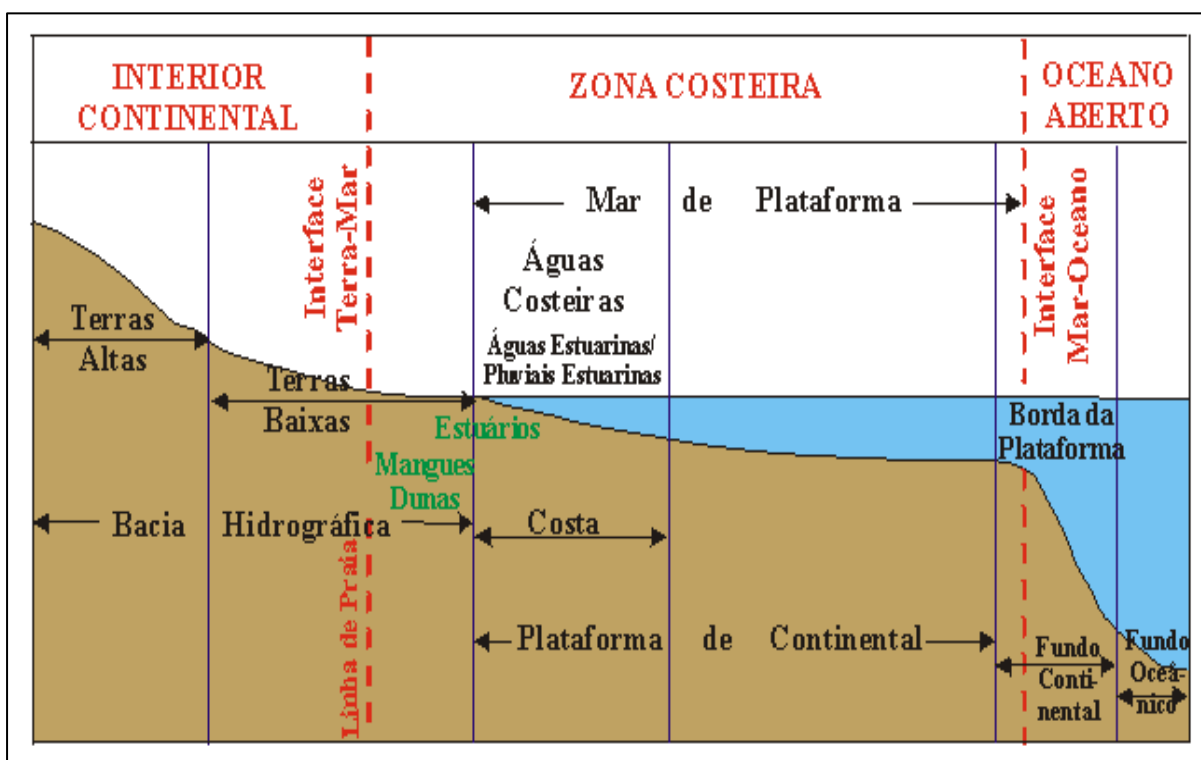 INTERIOR
CONTINENTAL
ZONA COSTEIRA
OCEANO
ABERTO
Interface
Terra-Mar
Mar de Plataforma
Interface
Mar-Oceano
Águas
Costeiras
Águas Estuarinas/
Pluviais Estuarinas
Terras
Altas
Terras
Baixas
Estuários
Mangues
Dunas
Borda da
Plataforma
Bacia Hidrográfica
Costa
Linha de Praia
Plataforma de Continental
Fundo
Conti-
nental
Fundo
Oceâ-
nico